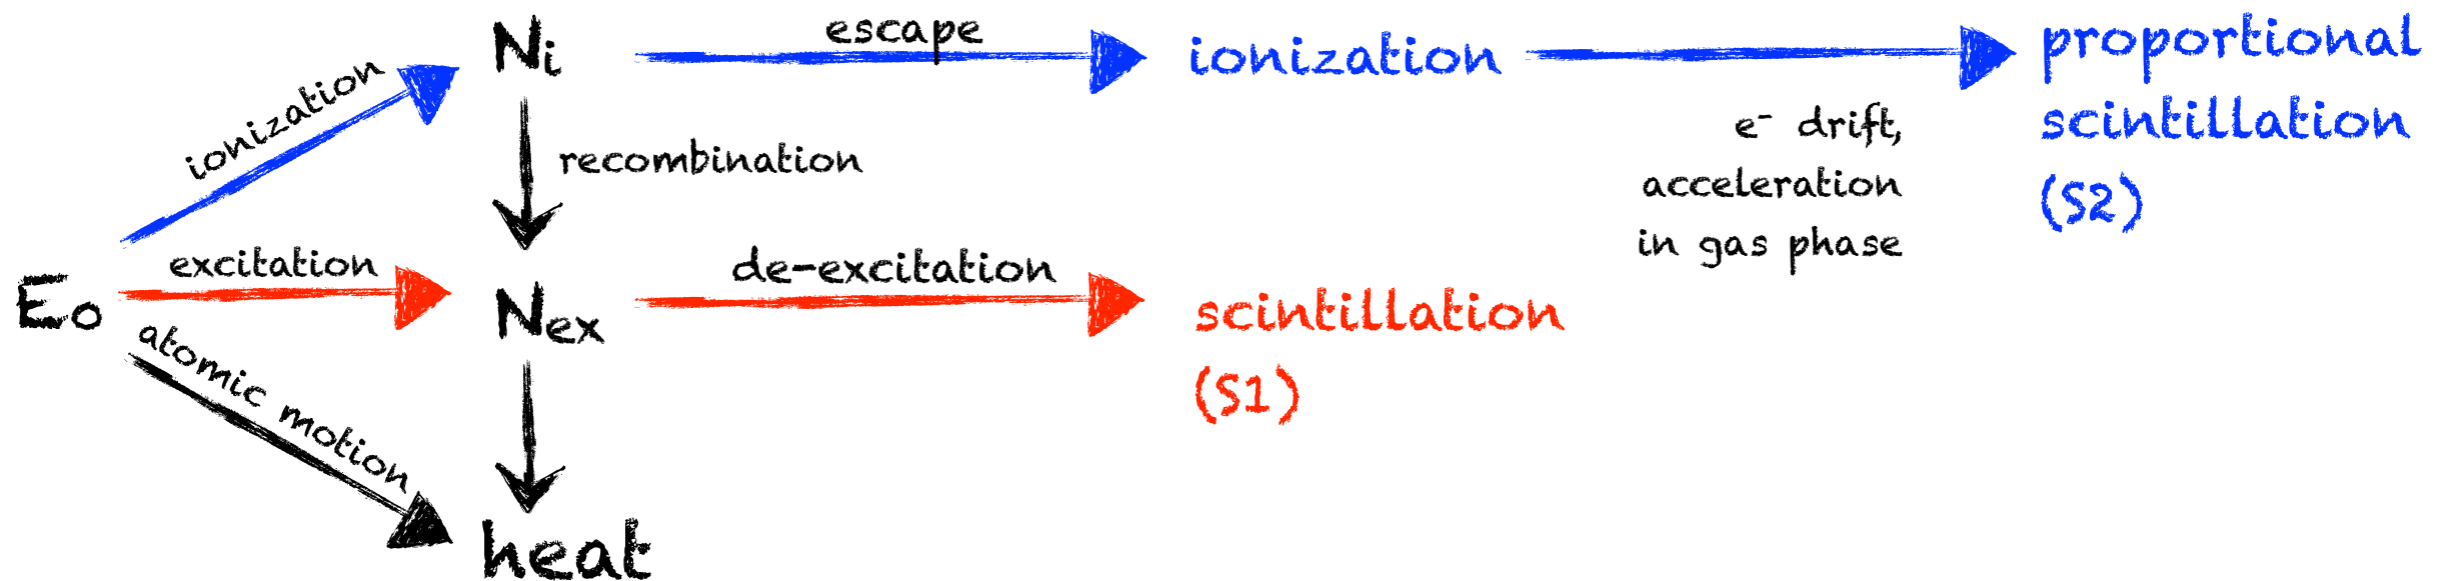 Ni
escape
ionization
proportional
scintillation
(S2)
ionization
recombination
e⁻ drift,
acceleration
in gas phase
Eo
excitation
Nex
de-excitation
scintillation
(S1)
atomic motion
heat